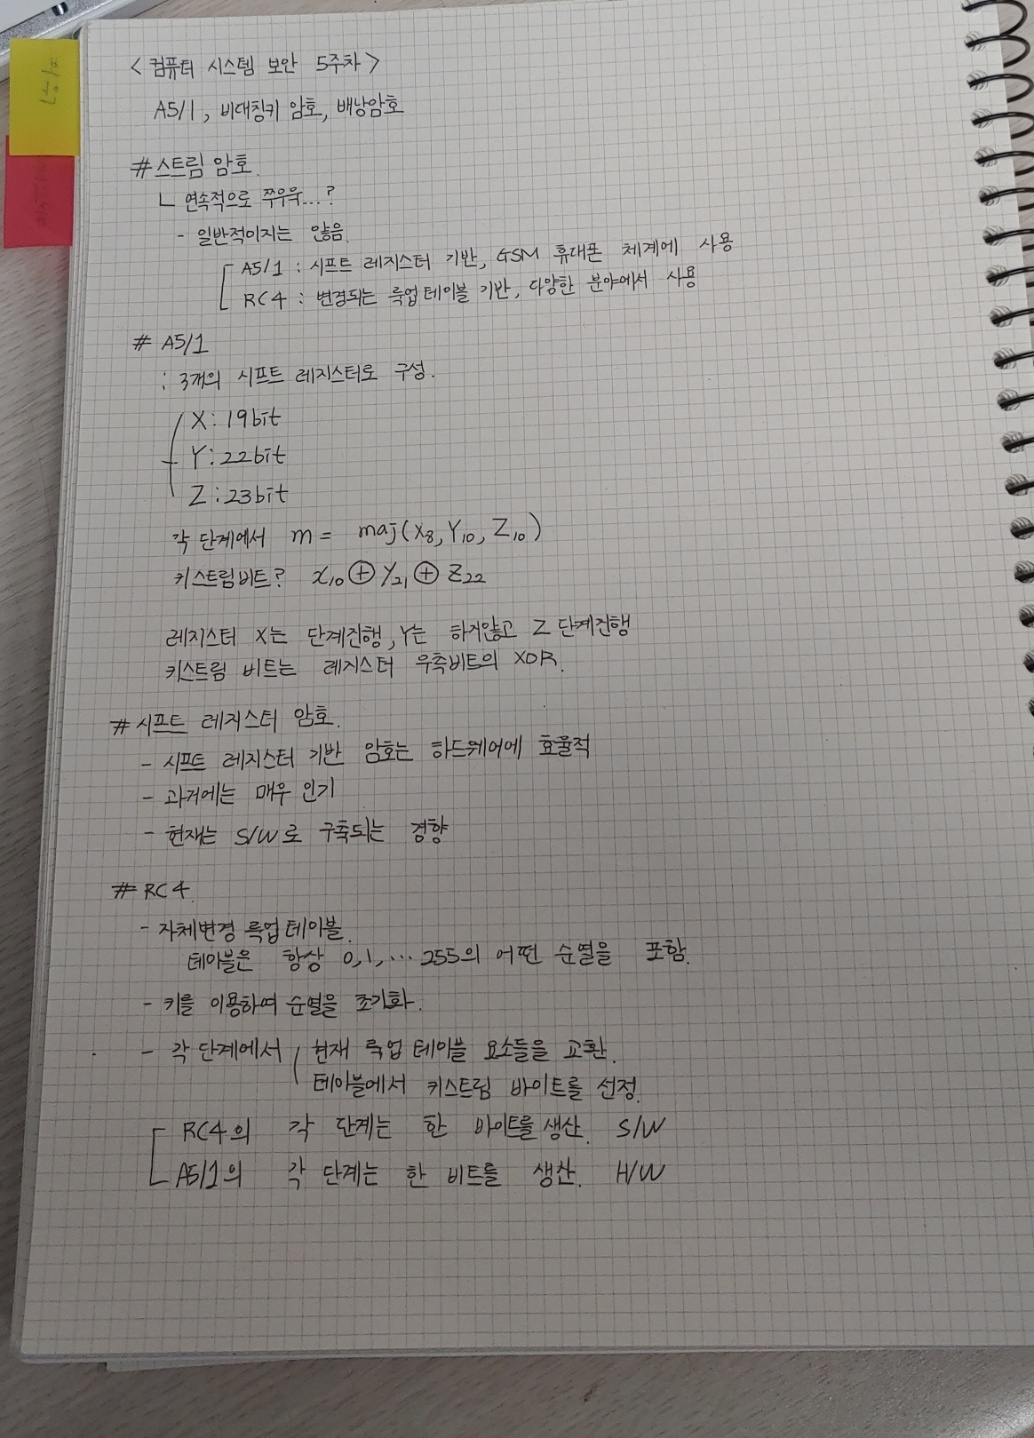 <컴퓨터 시스템 보안 5주차>
A5/1, 비대칭키 암호, 배낭암호
#스트림 암호.
ㄴ 연속적으로 쭈우욱...?
- 일반적이지는 않음.
A5/1 : 시프트 레지스터 기반, GSM 휴대폰 체계에 사용
RC4 : 변경되는 룩업테이블 기반, 다양한 분야에서 사용
# A5/1
: 3개의 시프트 레지스터로 구성.
X: 19bit
Y: 22bit
Z: 23bit
각 단계에서 m = maj(X₈, Y₁₀, Z₁₀)
키스트림비트? x₁₀⊕Y₂₁⊕Z₂₂
레지스터 X는 단계진행, Y는 하지않고 Z 단계진행
키스트림 비트는 레지스터 우측비트의 XOR.
#시프트 레지스터 암호.
- 시프트 레지스터 기반 암호는 하드웨어에 효율적
- 과거에는 매우 인기
- 현재는 S/W로 구축되는 경향
# RC4.
- 자체변경 룩업테이블.
테이블은 항상 0,1,...255의 어떤 순열을 포함.
- 키를 이용하여 순열을 초기화.
- 각 단계에서 현재 룩업 테이블 요소들을 교환.
테이블에서 키스트림 바이트를 선정.
RC4의 각 단계는 한 바이트를 생산. S/W
A5/1의 각 단계는 한 비트를 생산. H/W